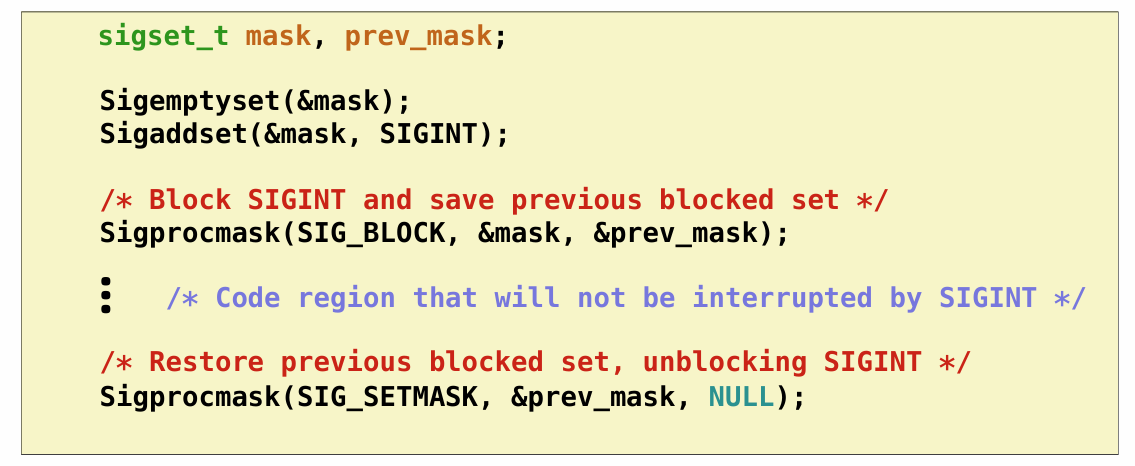 sigset_t mask, prev_mask;
Sigemptyset(&mask);
Sigaddset(&mask, SIGINT);
/* Block SIGINT and save previous blocked set */
Sigprocmask(SIG_BLOCK, &mask, &prev_mask);
/* Code region that will not be interrupted by SIGINT */
/* Restore previous blocked set, unblocking SIGINT */
Sigprocmask(SIG_SETMASK, &prev_mask, NULL);